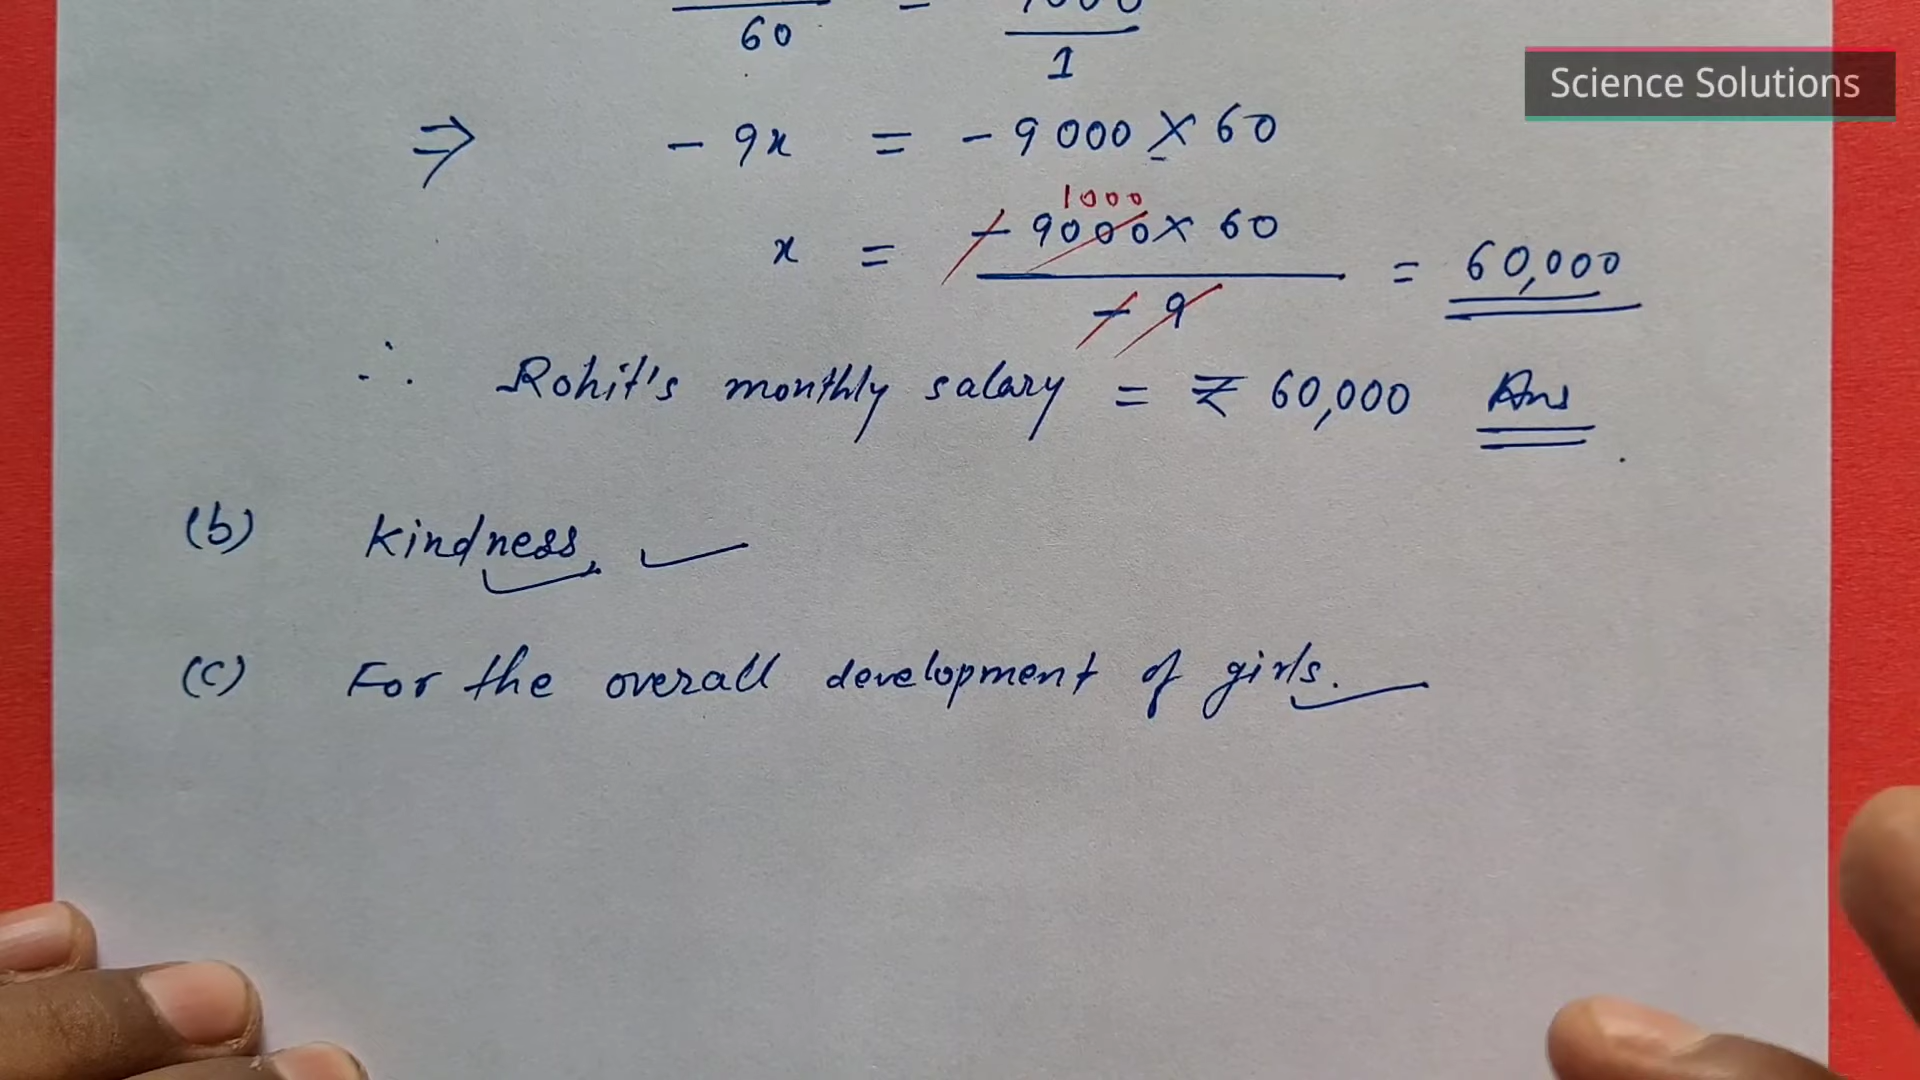 60 =
1
Science Solutions
⇒ - 9x = - 9000 × 60
1000
x = - 9000 × 60 / - 9 = 60,000
∴ Rohit's monthly salary = ₹ 60,000 Ans
(b) Kindness.
(c) For the overall development of girls.